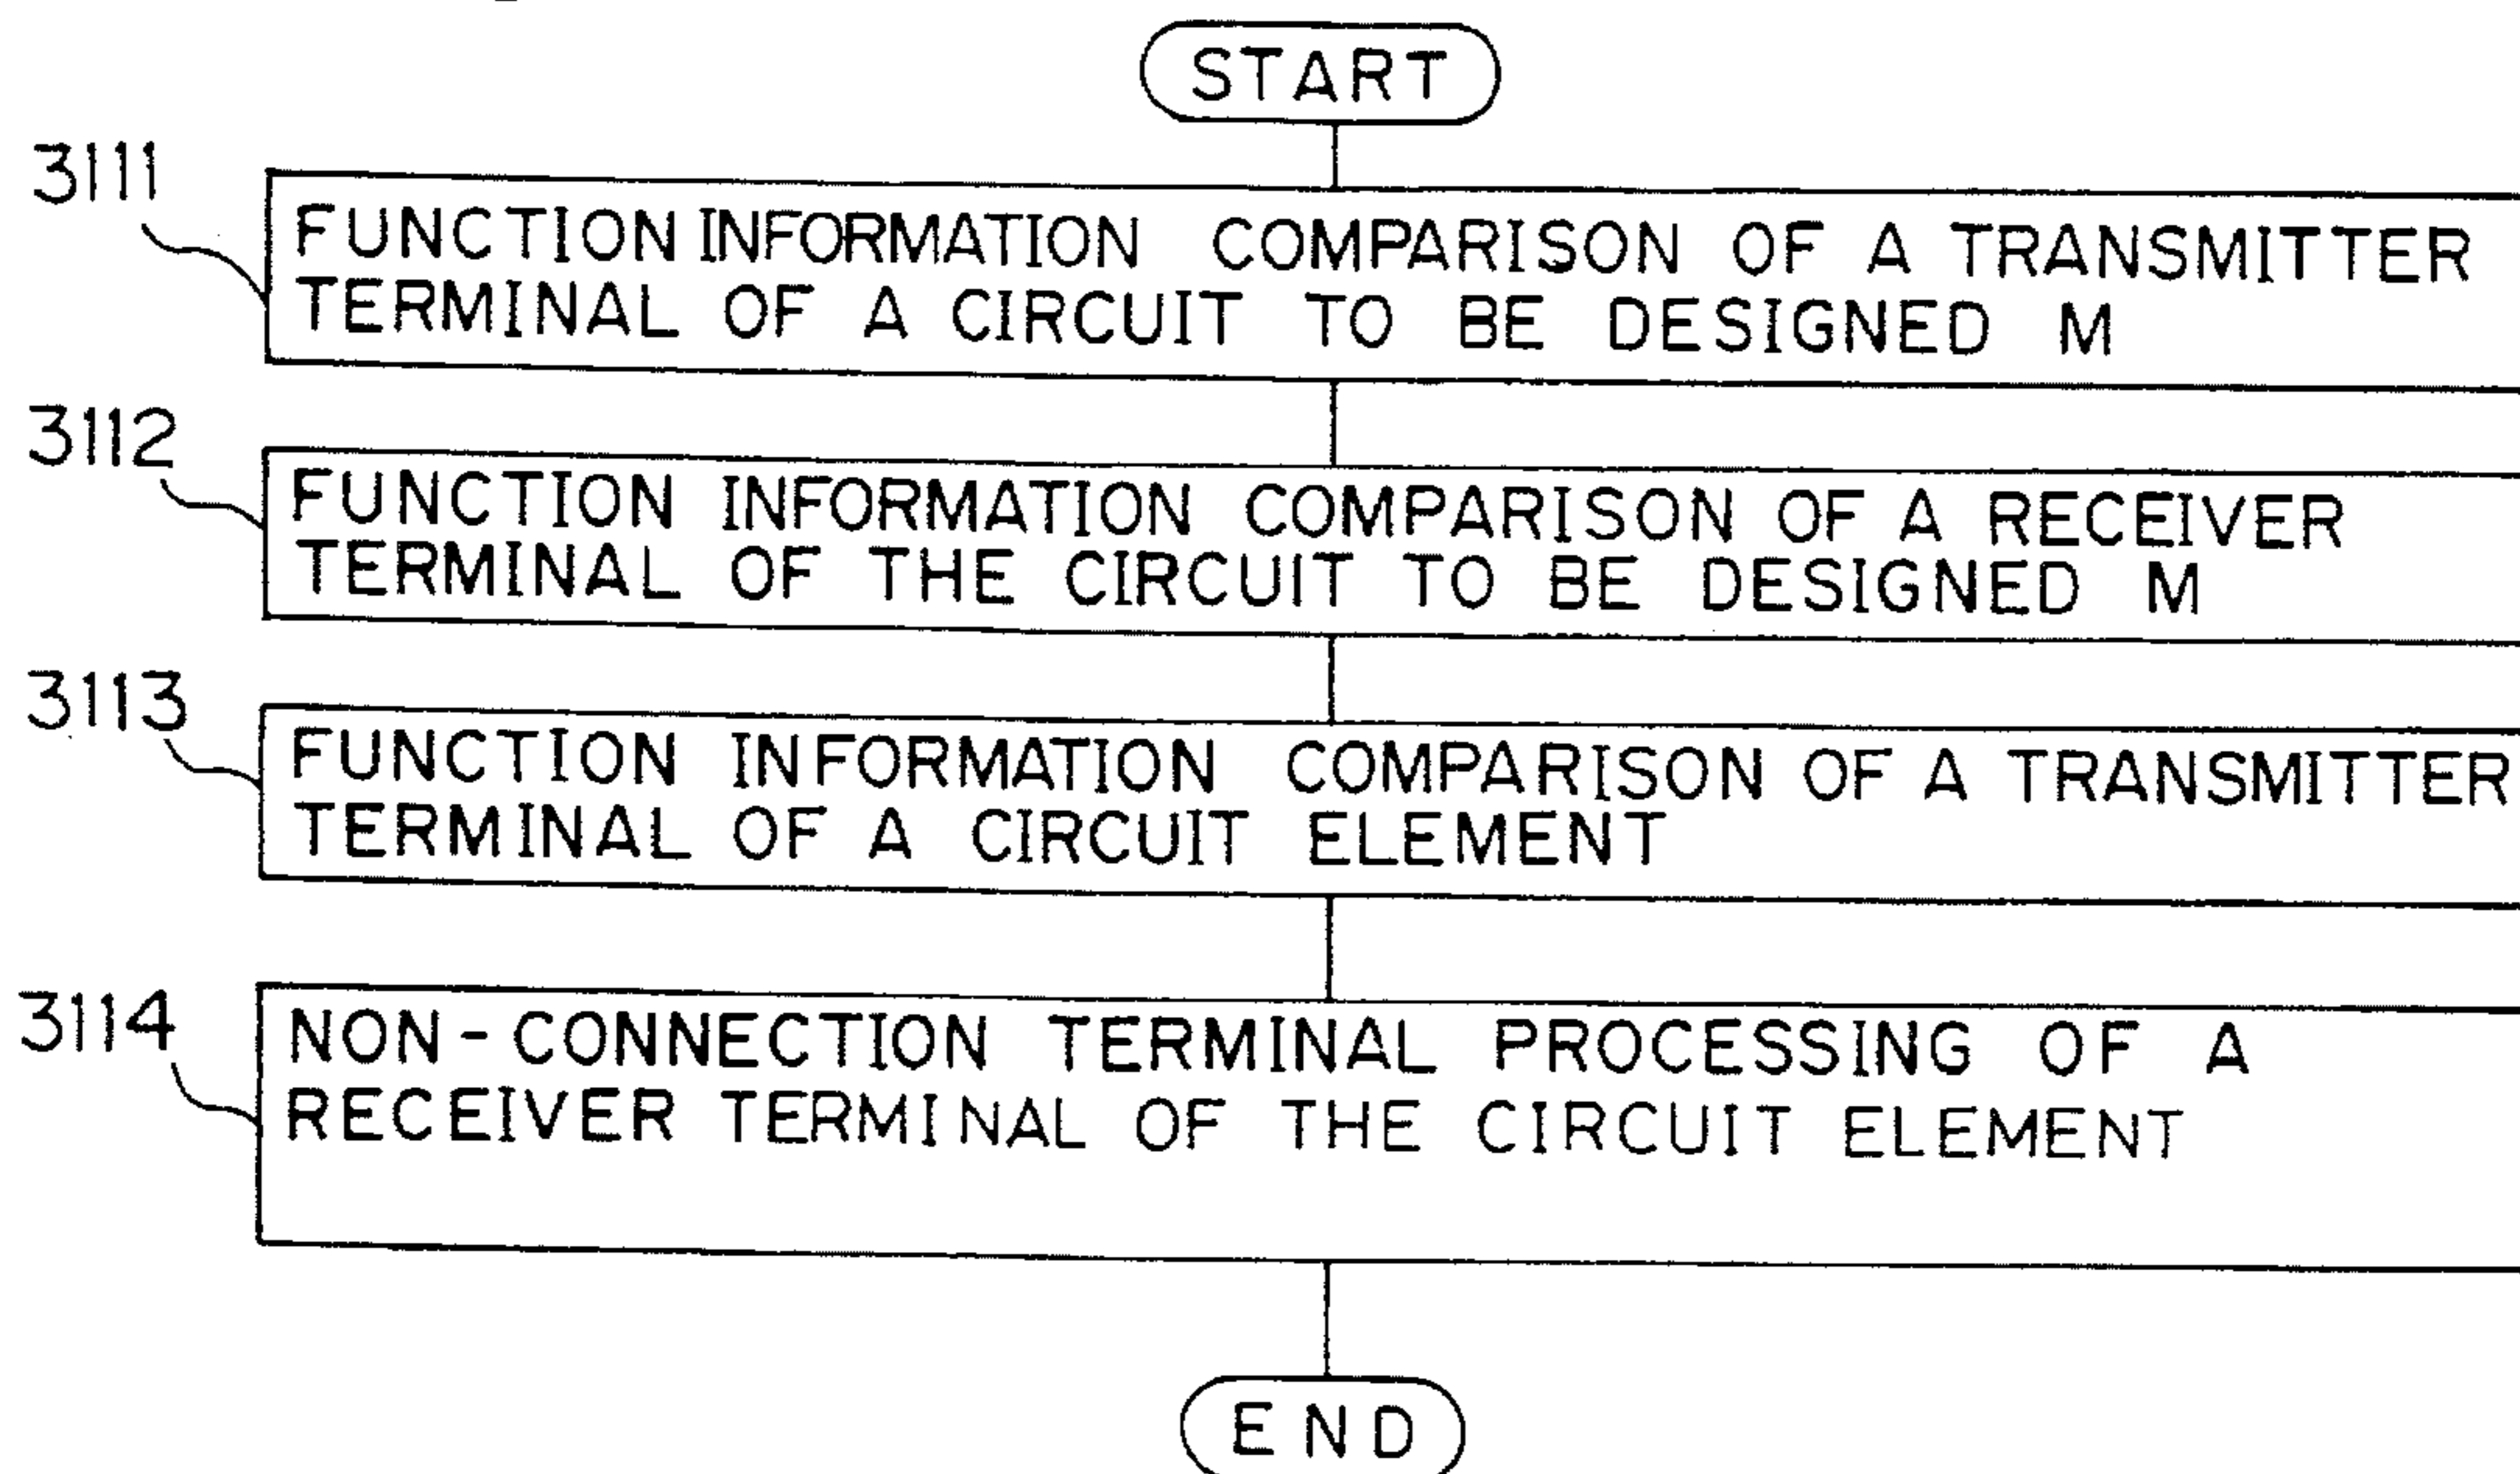 START
3111
FUNCTION INFORMATION COMPARISON OF A TRANSMITTER
TERMINAL OF A CIRCUIT TO BE DESIGNED M
3112
FUNCTION INFORMATION COMPARISON OF A RECEIVER
TERMINAL OF THE CIRCUIT TO BE DESIGNED M
3113
FUNCTION INFORMATION COMPARISON OF A TRANSMITTER
TERMINAL OF A CIRCUIT ELEMENT
3114
NON-CONNECTION TERMINAL PROCESSING OF A
RECEIVER TERMINAL OF THE CIRCUIT ELEMENT
END